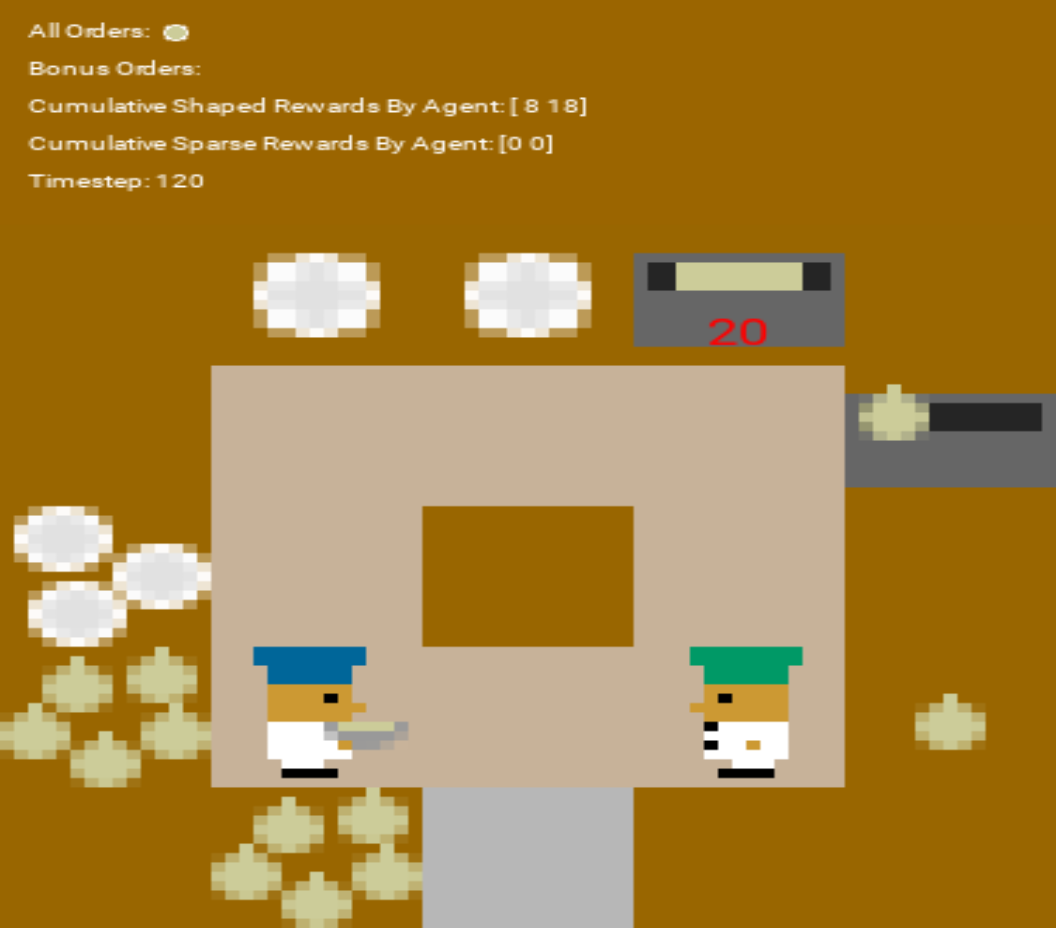 All Orders:
Bonus Orders:
Cumulative Shaped Rewards By Agent: [ 8 18]
Cumulative Sparse Rewards By Agent: [0 0]
Timestep: 120
20